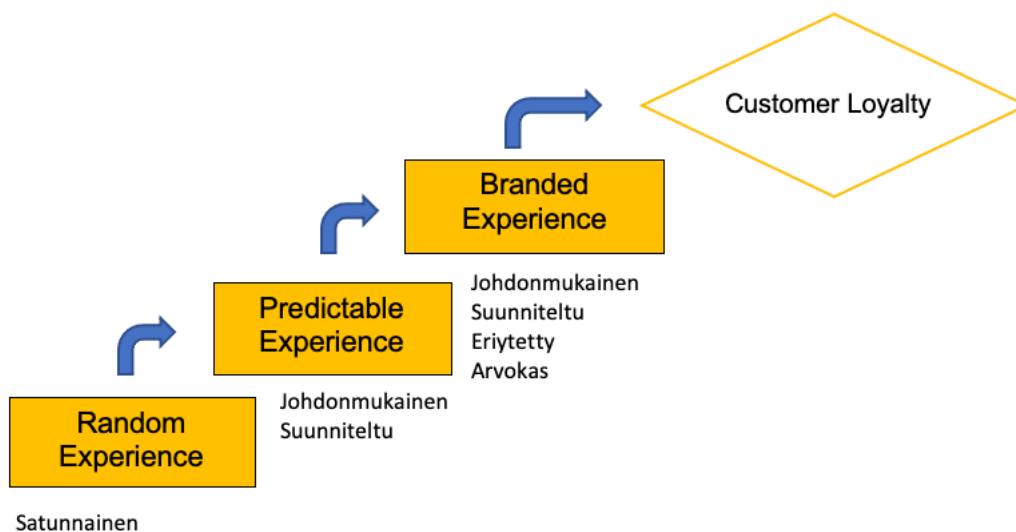 Customer Loyalty
Branded
Experience
Johdonmukainen
Suunniteltu
Eriytetty
Arvokas
Predictable
Experience
Johdonmukainen
Suunniteltu
Random
Experience
Satunnainen